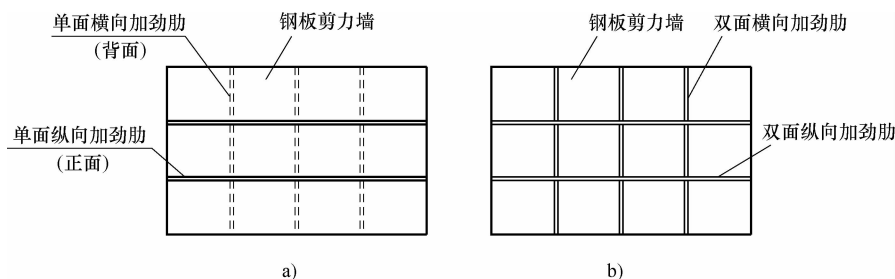 单面横向加劲肋
(背面)
钢板剪力墙
单面纵向加劲肋
(正面)
a)
钢板剪力墙
双面横向加劲肋
双面纵向加劲肋
b)